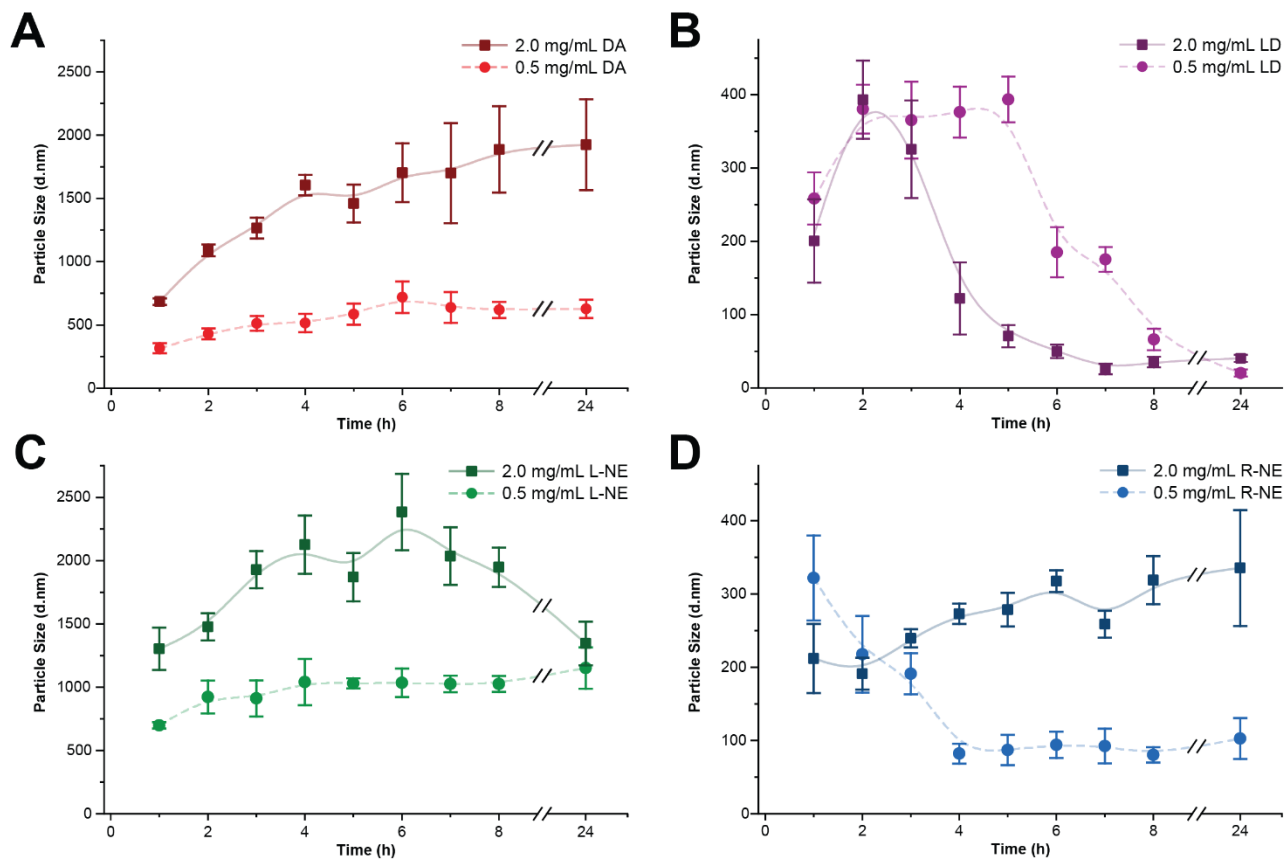 A
2.0 mg/mL DA
0.5 mg/mL DA
Particle Size (d.nm)
2500
2000
1500
1000
500
0
0 2 4 6 8 24
Time (h)
B
2.0 mg/mL LD
0.5 mg/mL LD
Particle Size (d.nm)
400
300
200
100
0
0 2 4 6 8 24
Time (h)
C
2.0 mg/mL L-NE
0.5 mg/mL L-NE
Particle Size (d.nm)
2500
2000
1500
1000
500
0
0 2 4 6 8 24
Time (h)
D
2.0 mg/mL R-NE
0.5 mg/mL R-NE
Particle Size (d.nm)
400
300
200
100
0
0 2 4 6 8 24
Time (h)